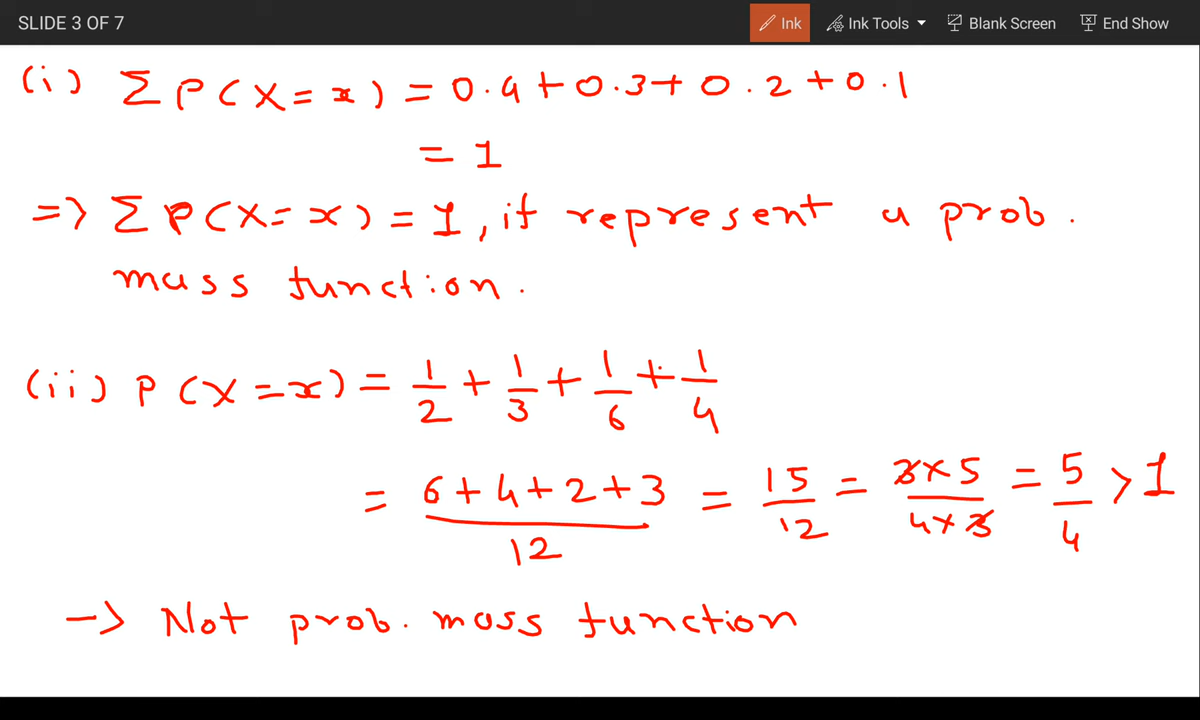 SLIDE 3 OF 7 Ink Ink Tools Blank Screen End Show
(i) Σ P(X=x) = 0.4+0.3+0.2+0.1
= 1
=> Σ P(X=x) = 1, it represent a prob.
mass function.
(ii) P(X=x) = 1/2 + 1/3 + 1/6 + 1/4
= 6+4+2+3/12 = 15/12 = 3×5/4×3 = 5/4 > 1
-> Not prob. mass function